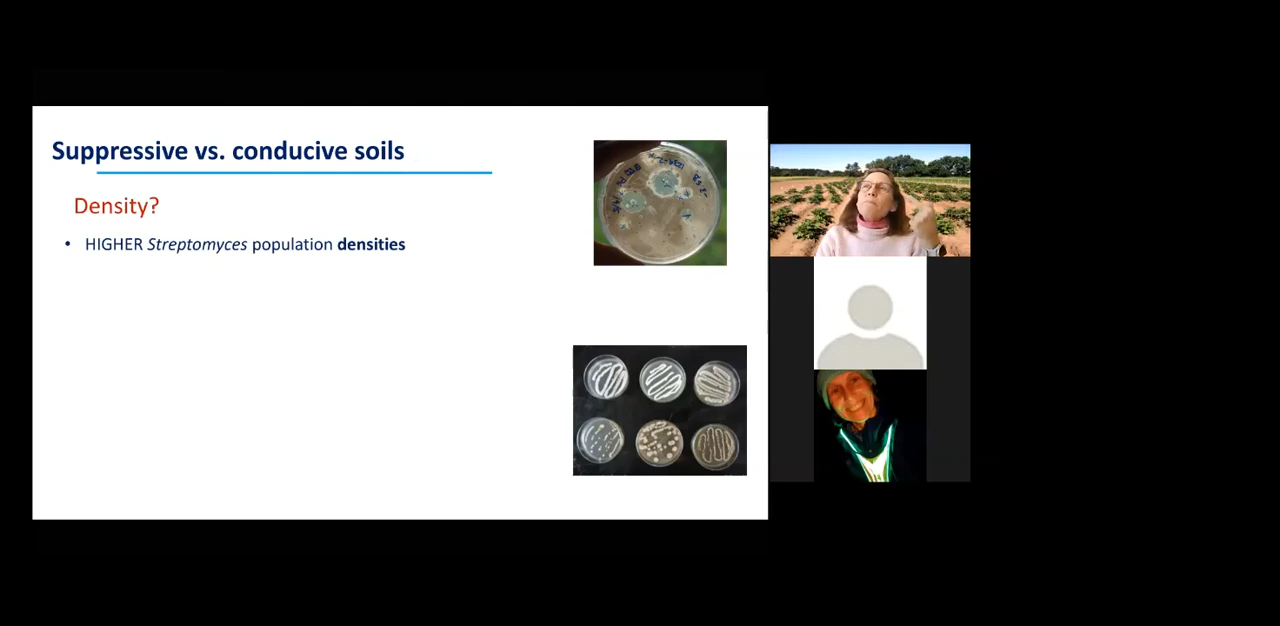 Suppressive vs. conducive soils
Density?
• HIGHER Streptomyces population densities